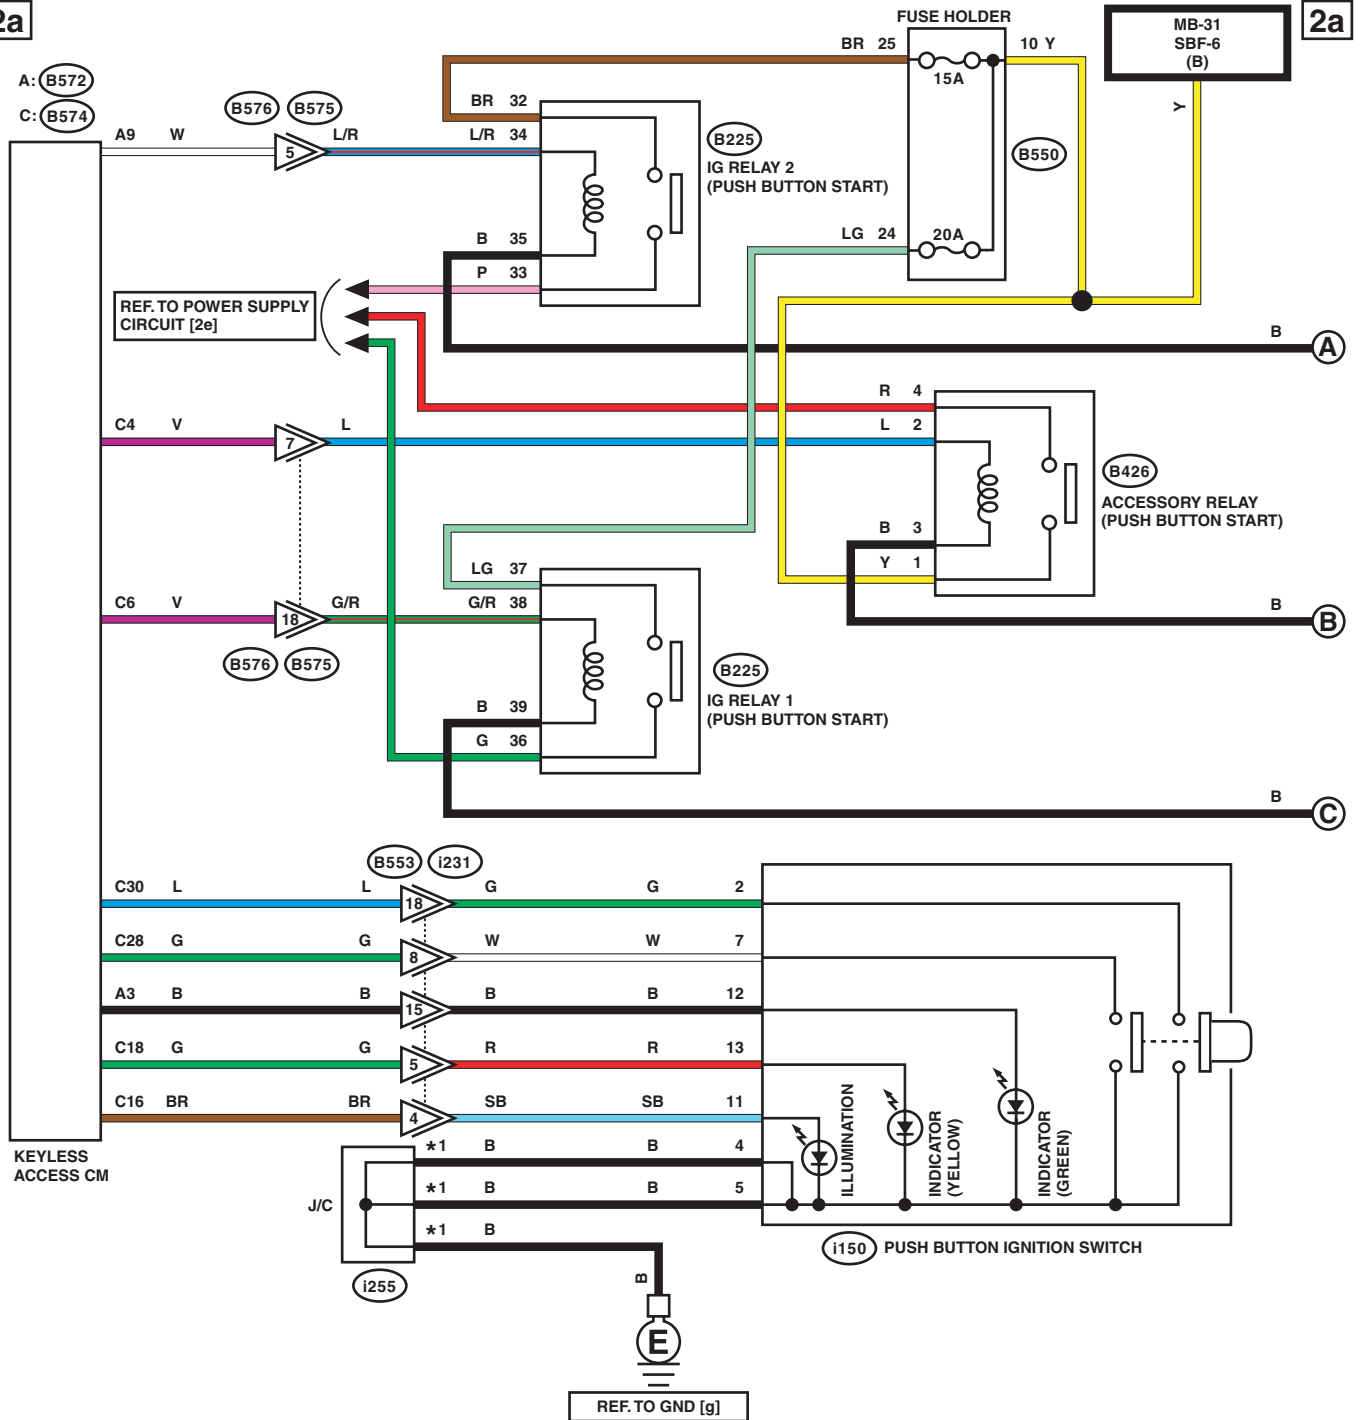 2a
2a
FUSE HOLDER
MB-31
SBF-6
(B)
A: B572
C: B574
BR 25
15A
10 Y
Y
B576 B575
BR 32
A9 W
5
L/R
L/R 34
B225
IG RELAY 2
(PUSH BUTTON START)
B550
B 35
P 33
LG 24
20A
REF. TO POWER SUPPLY
CIRCUIT [2e]
B
A
R 4
C4 V
7
L
L 2
B426
ACCESSORY RELAY
(PUSH BUTTON START)
B 3
Y 1
LG 37
C6 V
18
G/R
G/R 38
B
B
B576 B575
B225
IG RELAY 1
(PUSH BUTTON START)
B 39
G 36
B
C
B553 i231
C30 L
L
18
G
G
2
C28 G
G
8
W
W
7
A3 B
B
15
B
B
12
C18 G
G
5
R
R
13
C16 BR
BR
4
SB
SB
11
ILLUMINATION
INDICATOR
(YELLOW)
INDICATOR
(GREEN)
KEYLESS
ACCESS CM
*1 B
B
4
*1 B
B
5
J/C
*1 B
i150 PUSH BUTTON IGNITION SWITCH
i255
B
E
REF. TO GND [g]